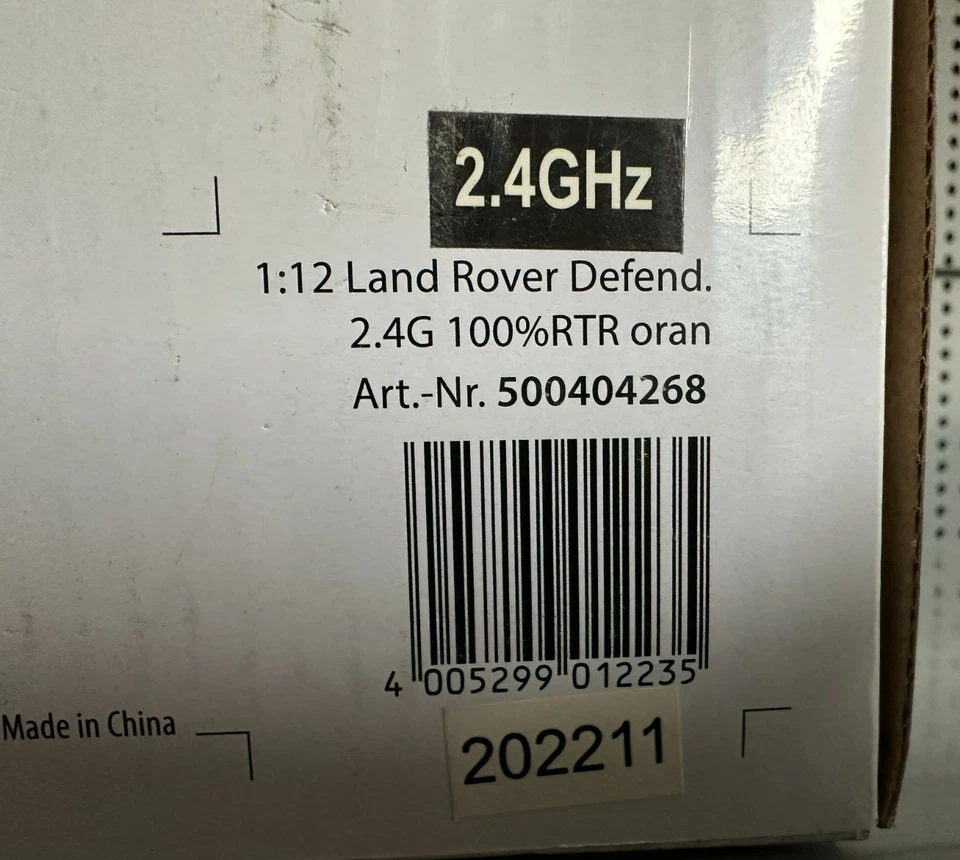 2.4GHz
1:12 Land Rover Defend.
2.4G 100%RTR oran
Art.-Nr. 500404268
4 005299 012235
Made in China
202211